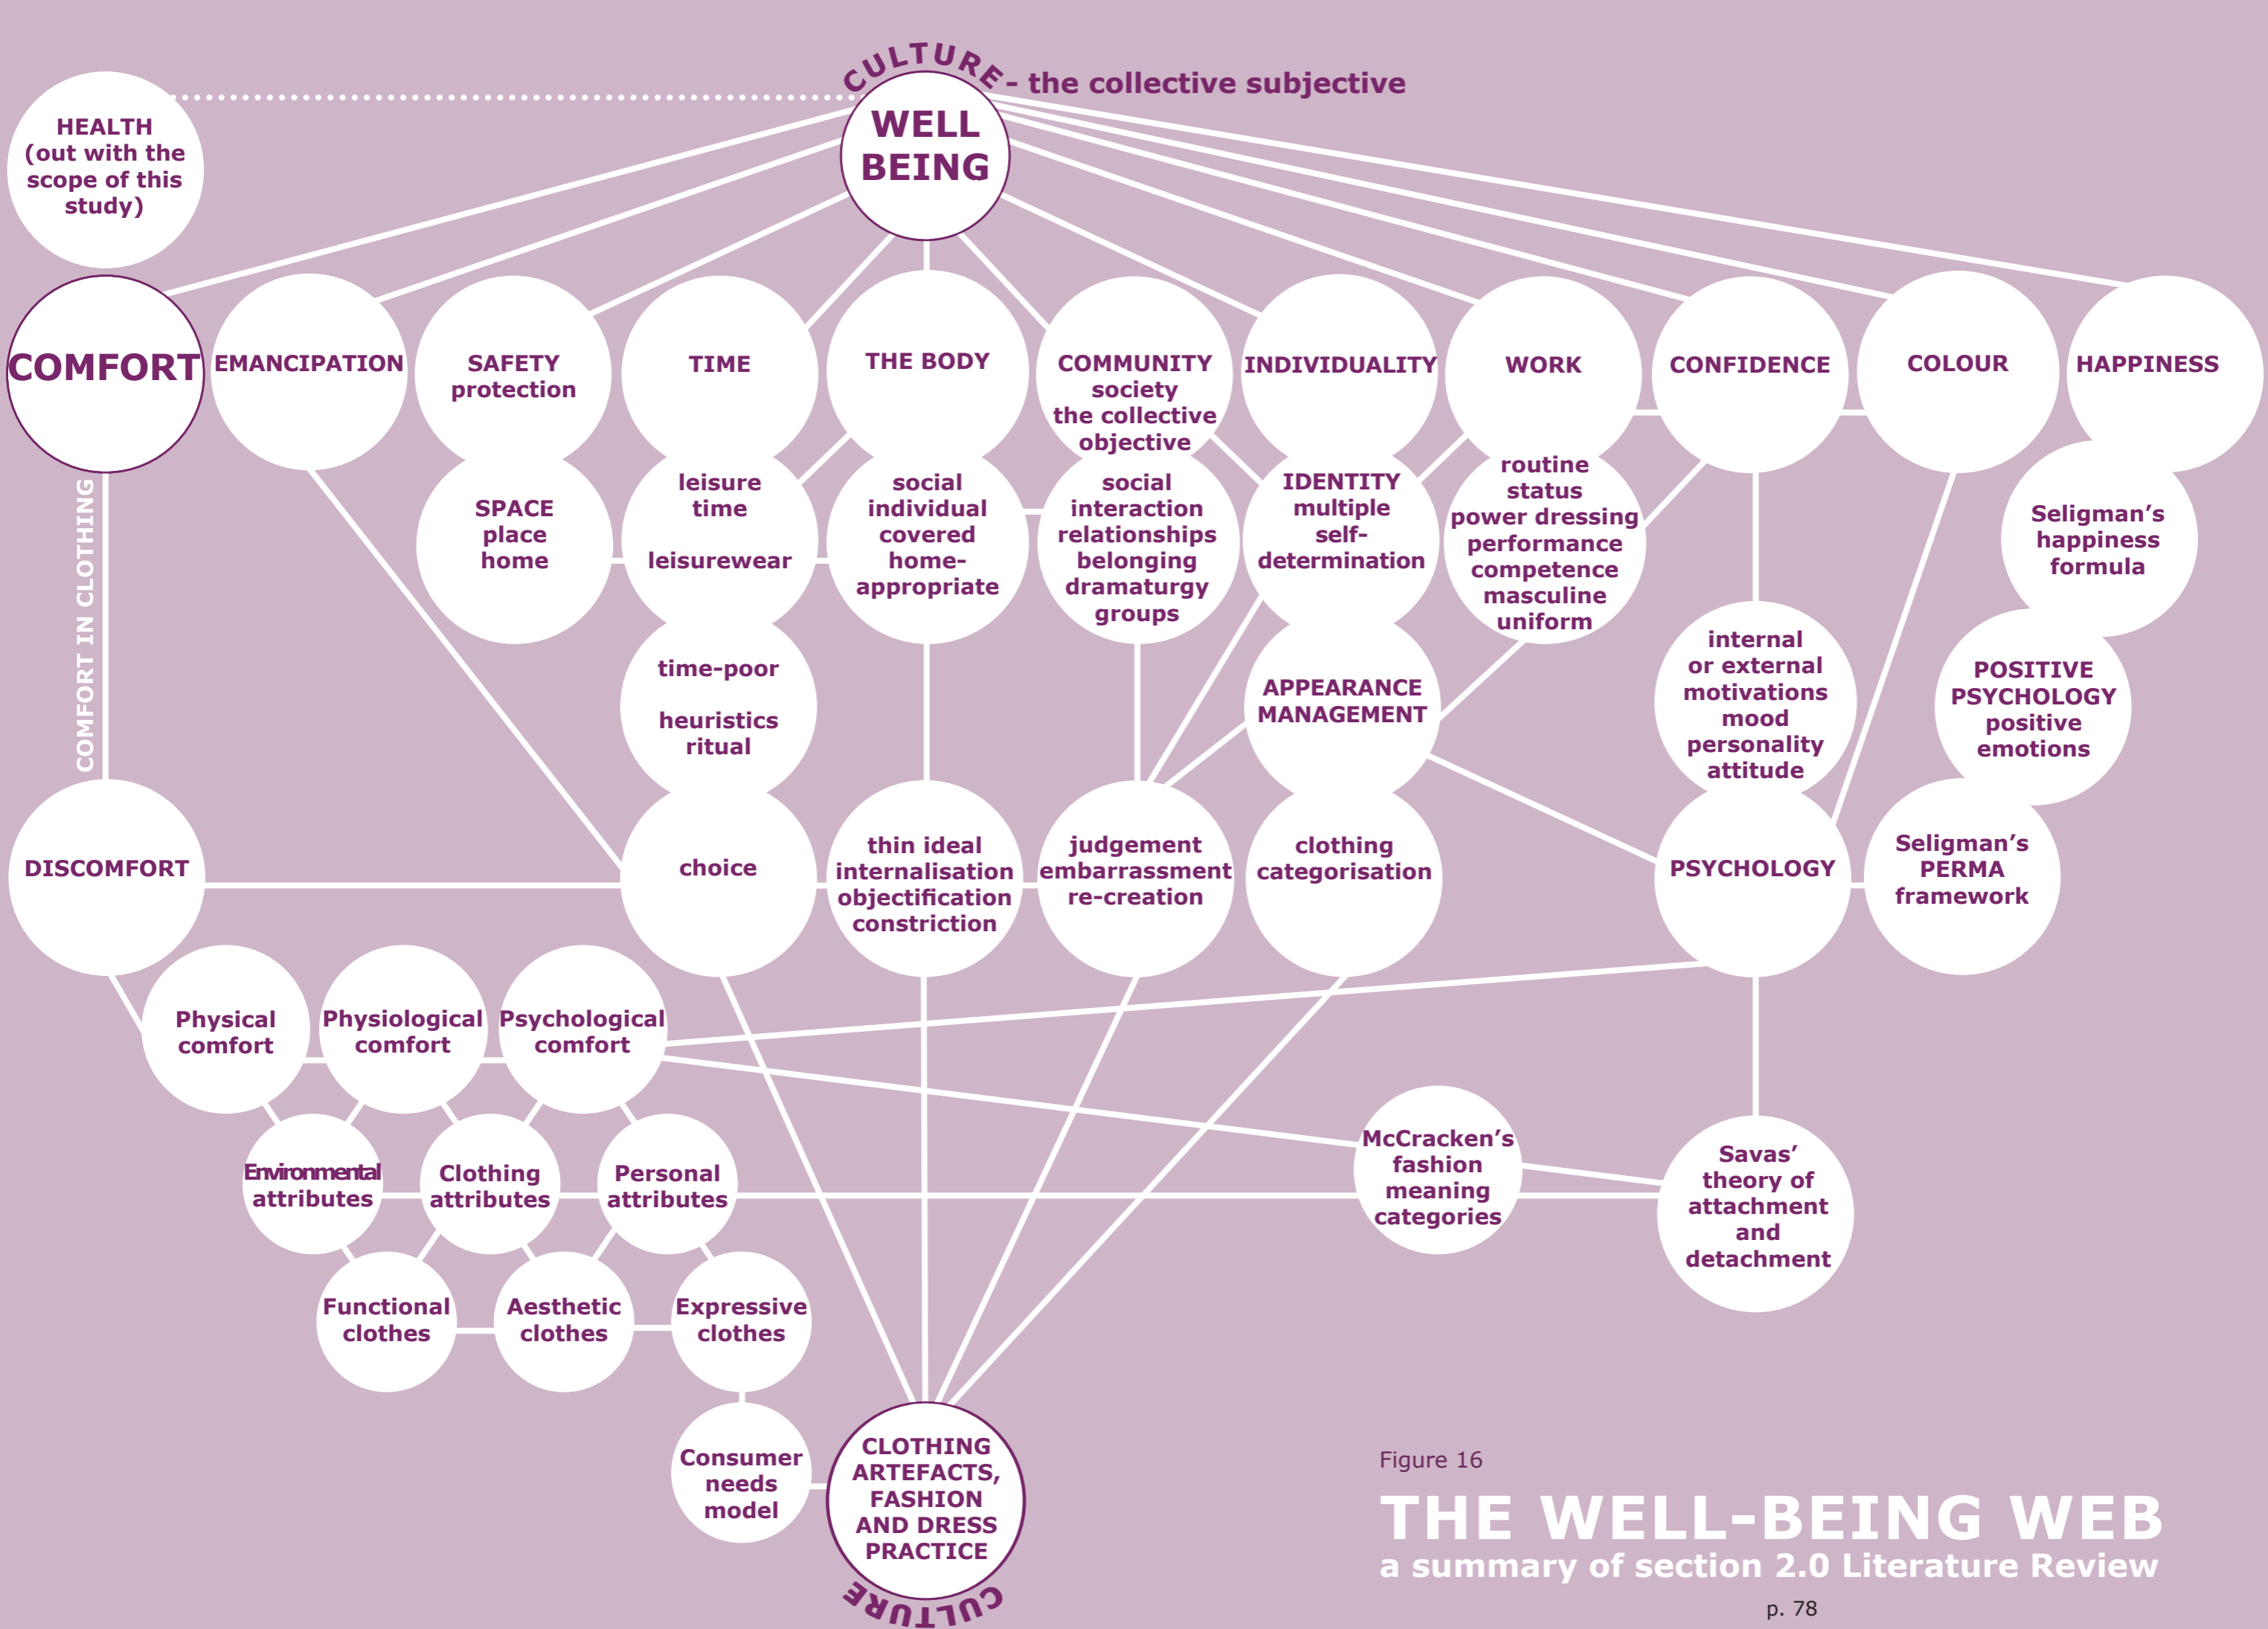 CULTURE - the collective subjective
WELL
BEING
HEALTH
(out with the
scope of this
study)
COMFORT
EMANCIPATION
SAFETY
protection
TIME
THE BODY
COMMUNITY
society
the collective
objective
INDIVIDUALITY
WORK
CONFIDENCE
COLOUR
HAPPINESS
COMFORT IN CLOTHING
SPACE
place
home
leisure
time
leisurewear
social
individual
covered
home-
appropriate
social
interaction
relationships
belonging
dramaturgy
groups
IDENTITY
multiple
self-
determination
routine
status
power dressing
performance
competence
masculine
uniform
Seligman’s
happiness
formula
time-poor
heuristics
ritual
APPEARANCE
MANAGEMENT
internal
or external
motivations
mood
personality
attitude
POSITIVE
PSYCHOLOGY
positive
emotions
DISCOMFORT
choice
thin ideal
internalisation
objectification
constriction
judgement
embarrassment
re-creation
clothing
categorisation
PSYCHOLOGY
Seligman’s
PERMA
framework
Physical
comfort
Physiological
comfort
Psychological
comfort
Environmental
attributes
Clothing
attributes
Personal
attributes
McCracken’s
fashion
meaning
categories
Savas’
theory of
attachment
and
detachment
Functional
clothes
Aesthetic
clothes
Expressive
clothes
Consumer
needs
model
CLOTHING
ARTEFACTS,
FASHION
AND DRESS
PRACTICE
CULTURE
Figure 16
THE WELL-BEING WEB
a summary of section 2.0 Literature Review
p. 78